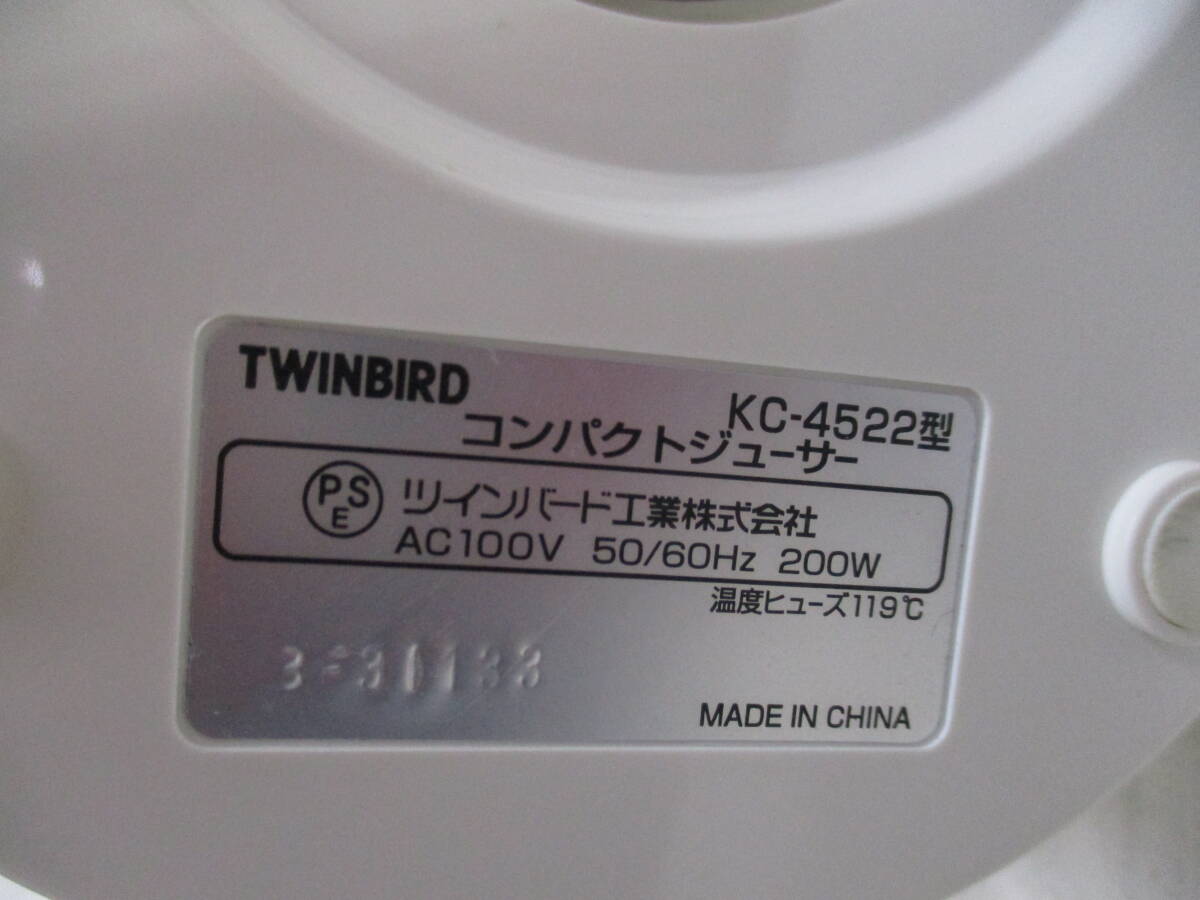 TWINBIRD
KC-4522型
コンパクトジューサー
PSE ツインバード工業株式会社
AC100V 50/60Hz 200W
温度ヒューズ119℃
MADE IN CHINA